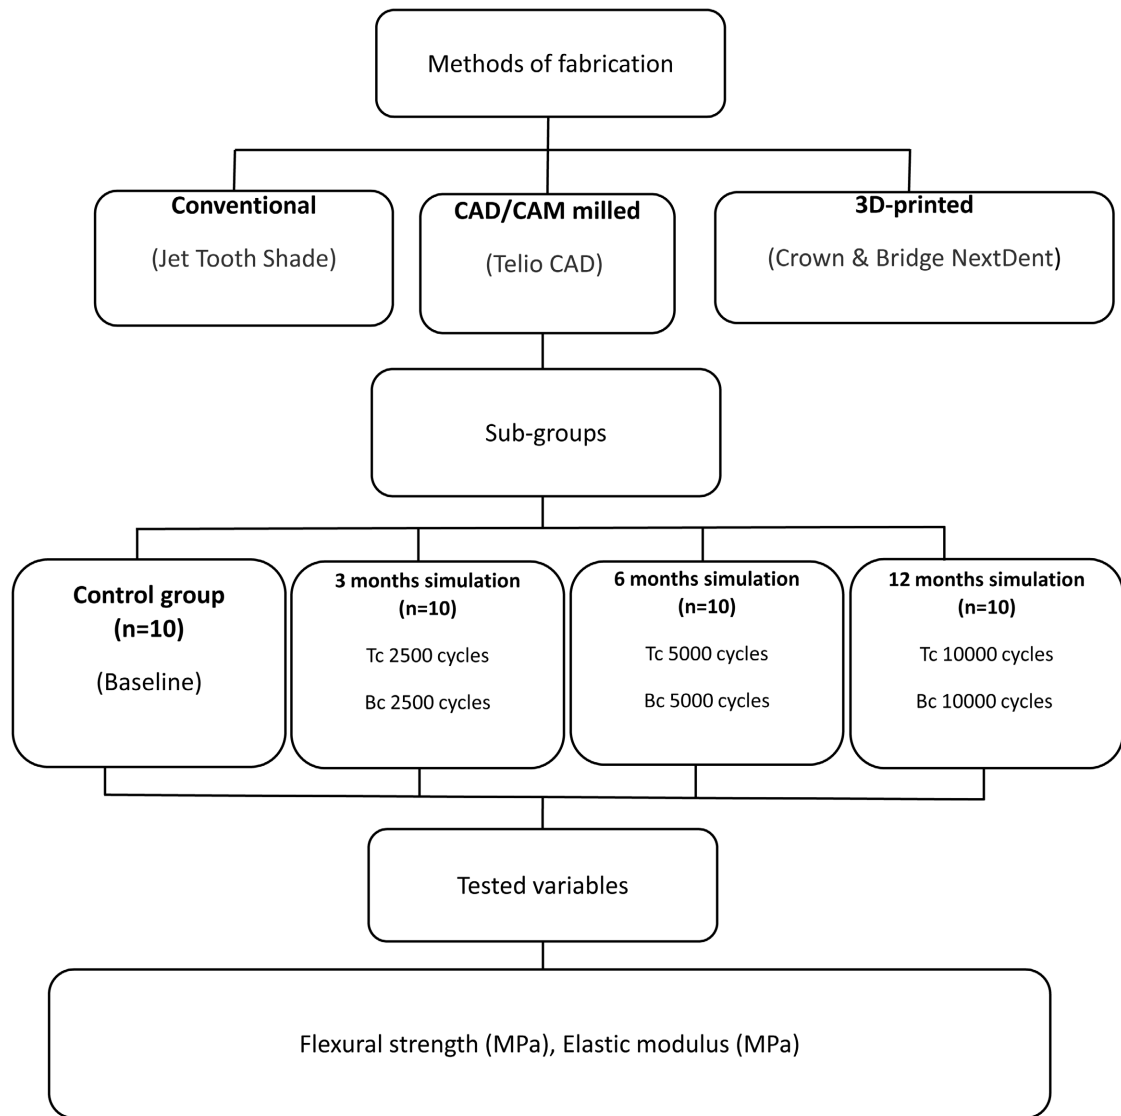 Methods of fabrication
Conventional
(Jet Tooth Shade)
CAD/CAM milled
(Telio CAD)
3D-printed
(Crown & Bridge NextDent)
Sub-groups
Control group
(n=10)
(Baseline)
3 months simulation
(n=10)
Tc 2500 cycles
Bc 2500 cycles
6 months simulation
(n=10)
Tc 5000 cycles
Bc 5000 cycles
12 months simulation
(n=10)
Tc 10000 cycles
Bc 10000 cycles
Tested variables
Flexural strength (MPa), Elastic modulus (MPa)